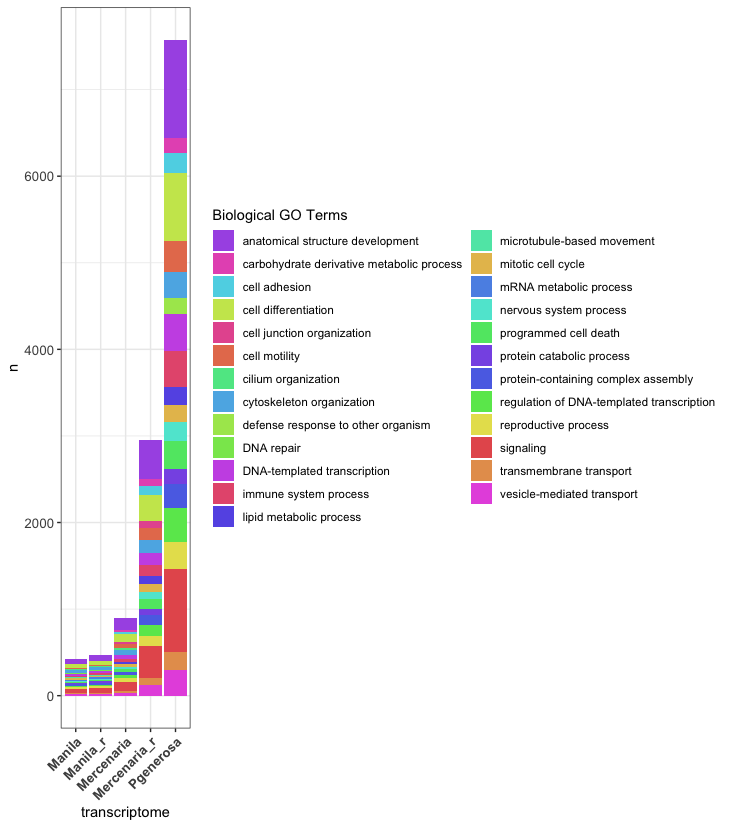 6000
4000
2000
0
n
Manila
Manila_r
Mercenaria
Mercenaria_r
Pgenerosa
transcriptome
Biological GO Terms
anatomical structure development
carbohydrate derivative metabolic process
cell adhesion
cell differentiation
cell junction organization
cell motility
cilium organization
cytoskeleton organization
defense response to other organism
DNA repair
DNA-templated transcription
immune system process
lipid metabolic process
microtubule-based movement
mitotic cell cycle
mRNA metabolic process
nervous system process
programmed cell death
protein catabolic process
protein-containing complex assembly
regulation of DNA-templated transcription
reproductive process
signaling
transmembrane transport
vesicle-mediated transport